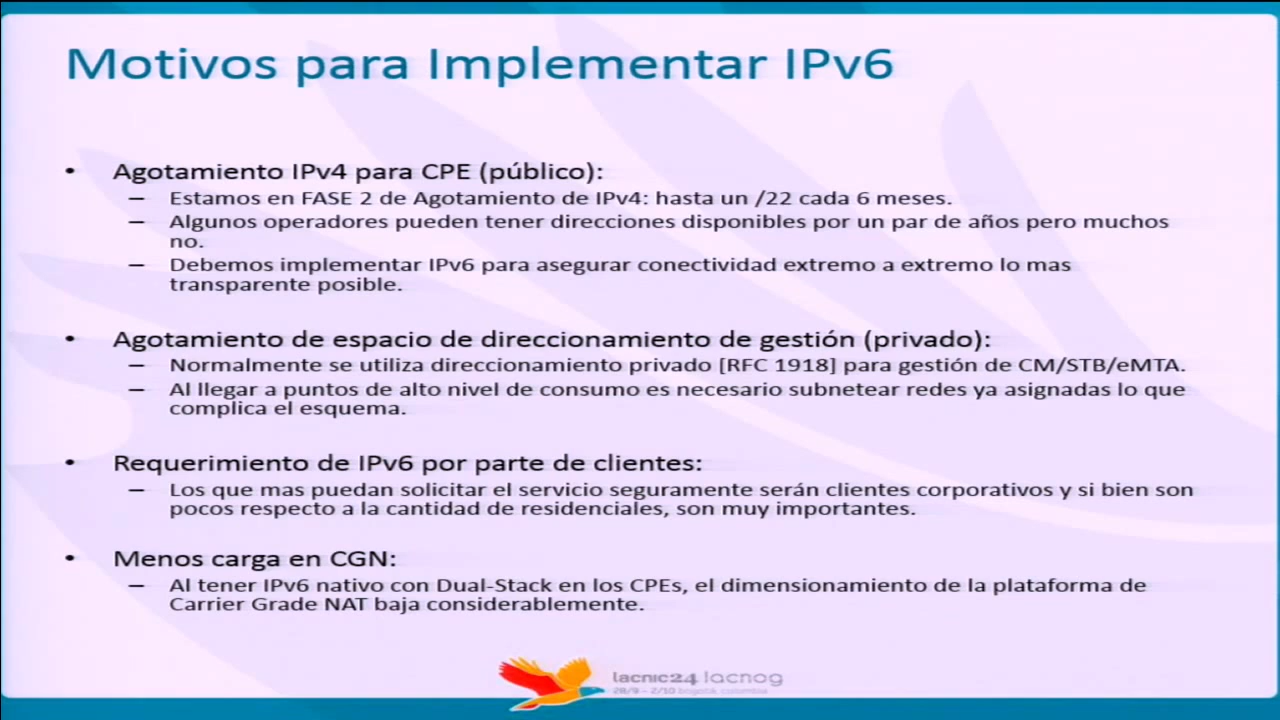 Motivos para Implementar IPv6
• Agotamiento IPv4 para CPE (público):
– Estamos en FASE 2 de Agotamiento de IPv4: hasta un /22 cada 6 meses.
– Algunos operadores pueden tener direcciones disponibles por un par de años pero muchos
no.
– Debemos implementar IPv6 para asegurar conectividad extremo a extremo lo mas
transparente posible.
• Agotamiento de espacio de direccionamiento de gestión (privado):
– Normalmente se utiliza direccionamiento privado [RFC 1918] para gestión de CM/STB/eMTA.
– Al llegar a puntos de alto nivel de consumo es necesario subnetear redes ya asignadas lo que
complica el esquema.
• Requerimiento de IPv6 por parte de clientes:
– Los que mas puedan solicitar el servicio seguramente serán clientes corporativos y si bien son
pocos respecto a la cantidad de residenciales, son muy importantes.
• Menos carga en CGN:
– Al tener IPv6 nativo con Dual-Stack en los CPEs, el dimensionamiento de la plataforma de
Carrier Grade NAT baja considerablemente.
lacnic24 lacnog
28/9 - 2/10 bogotá, colombia